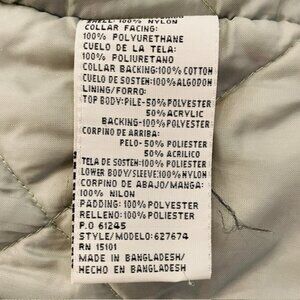 SHELL: 100% NYLON
COLLAR FACING:
100% POLYURETHANE
CUELO DE LA TELA:
100% POLIURETANO
COLLAR BACKING:100% COTTON
CUELO DE SOSTEH:100% ALGODOH
LINING/FORRO:
TOP BODY:PILE-50% POLYESTER
50% ACRYLIC
BACKING-100% POLYESTER
CORPINO DE ARRIBA:
PELO-50% POLIESTER
50% ACRILICO
TELA DE SOSTEH:100% POLIESTER
LOWER BODY/SLEEVE:100% NYLON
CORPINO DE ABAJO/MANGA:
100% NILON
PADDING: 100% POLYESTER
RELLENO:100% POLIESTER
P.O 61245
STYLE/MODELO:627674
RN 15101
MADE IN BANGLADESH/
HECHO EN BANGLADESH